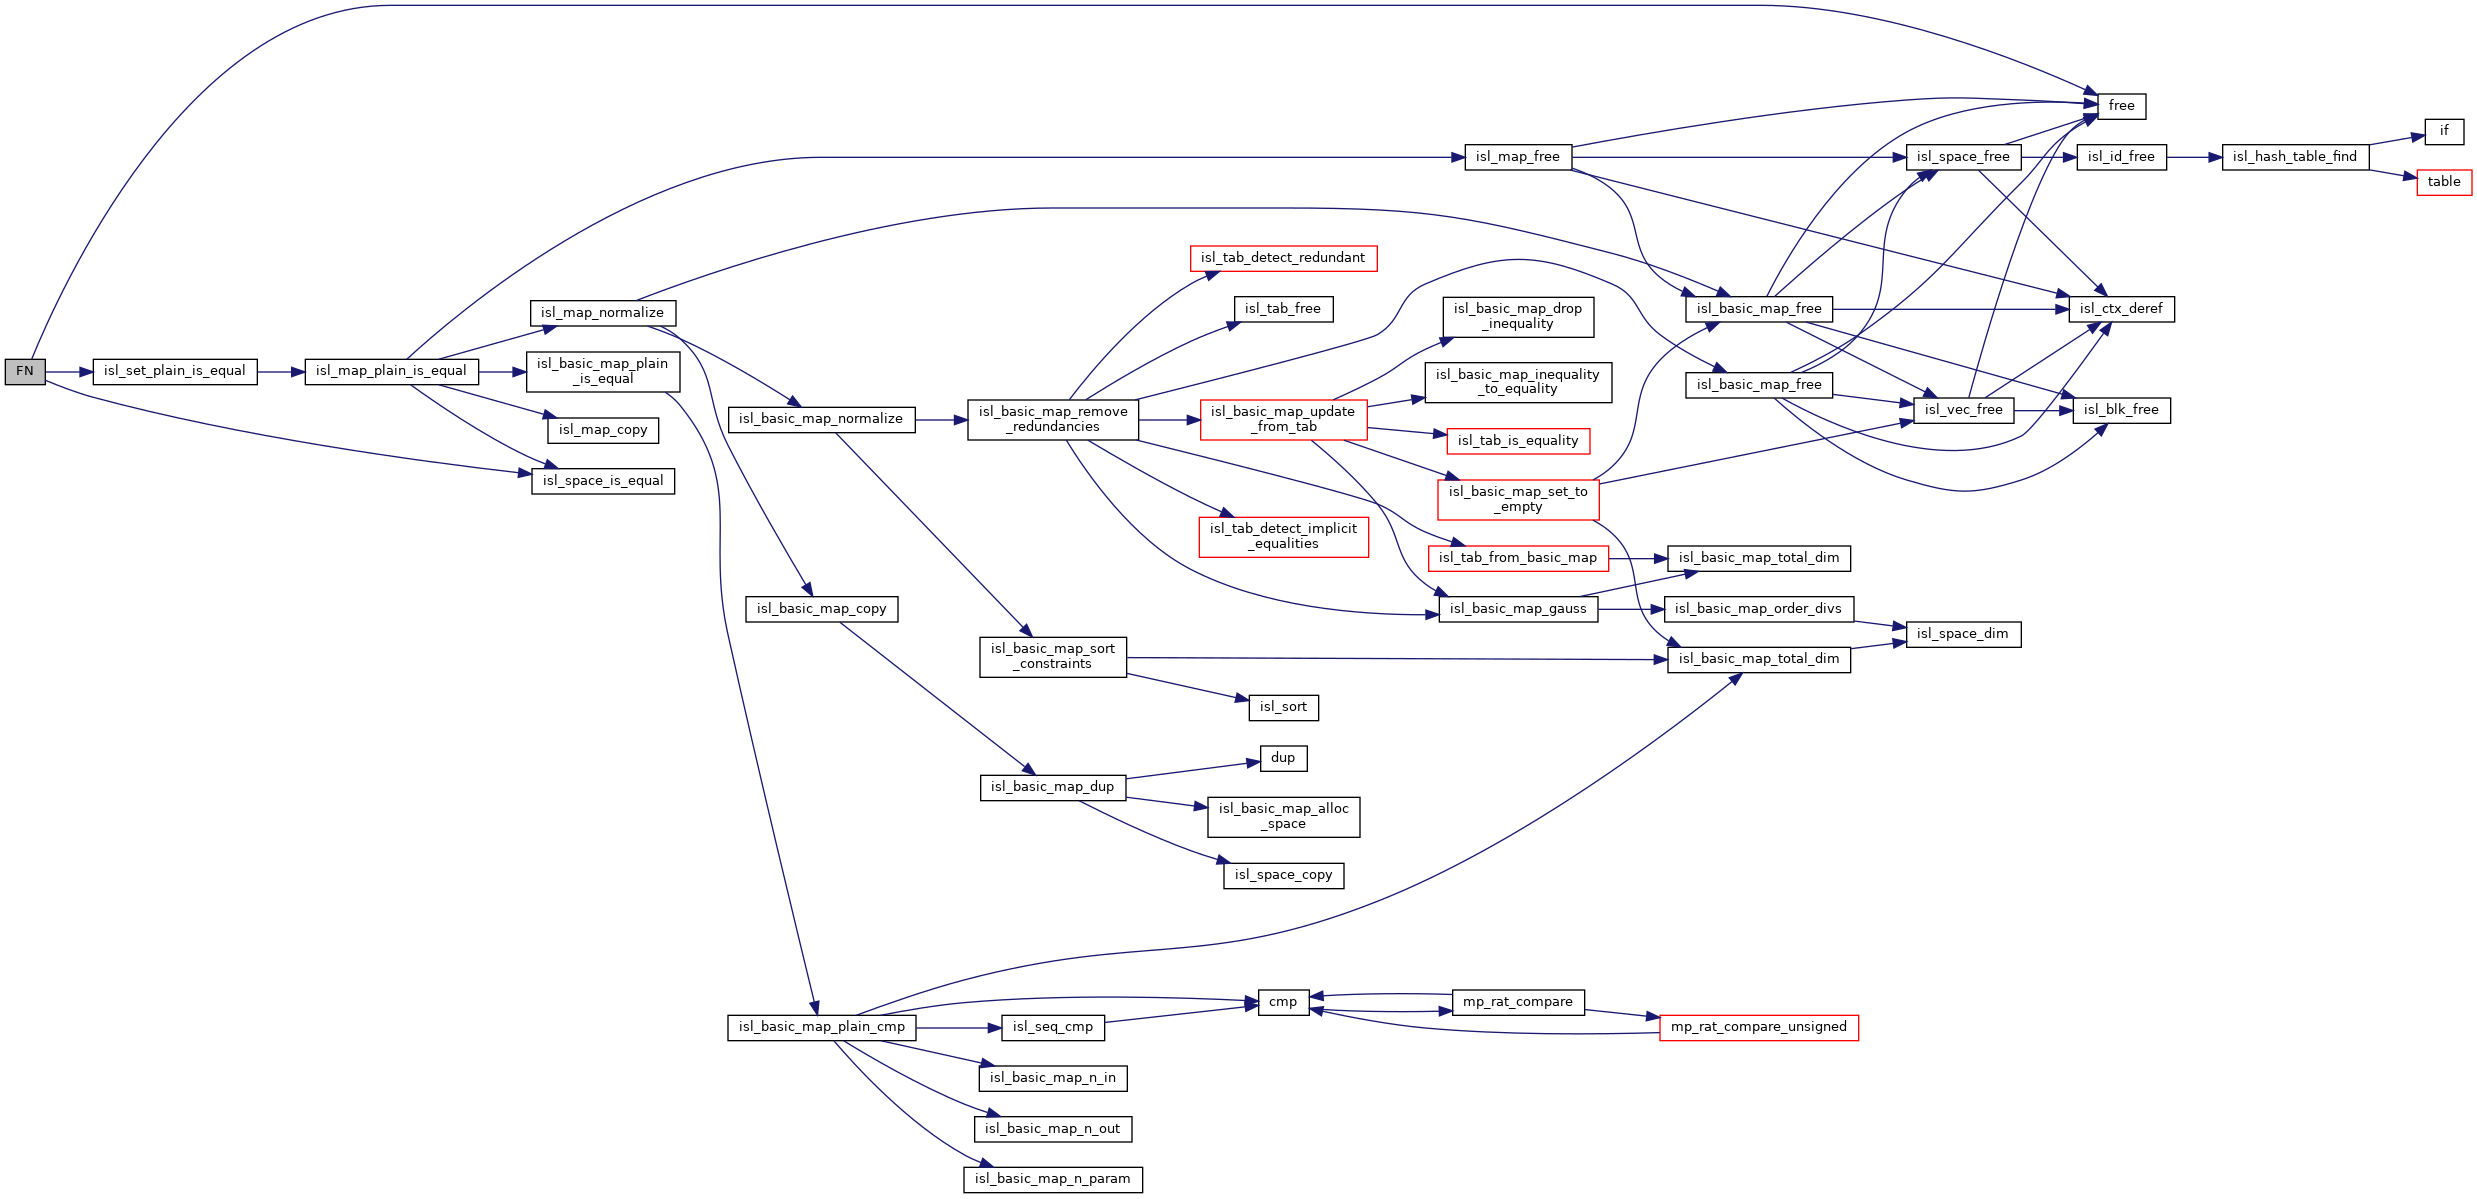 FN
isl_set_plain_is_equal
isl_map_plain_is_equal
isl_map_normalize
isl_basic_map_plain
_is_equal
isl_map_copy
isl_space_is_equal
isl_basic_map_normalize
isl_basic_map_copy
isl_basic_map_plain_cmp
isl_basic_map_remove
_redundancies
isl_basic_map_sort
_constraints
isl_basic_map_dup
isl_seq_cmp
isl_basic_map_n_in
isl_basic_map_n_out
isl_basic_map_n_param
isl_tab_detect_redundant
isl_tab_free
isl_basic_map_update
_from_tab
isl_tab_detect_implicit
_equalities
isl_sort
dup
isl_basic_map_alloc
_space
isl_space_copy
cmp
isl_map_free
isl_basic_map_drop
_inequality
isl_basic_map_inequality
_to_equality
isl_tab_is_equality
isl_basic_map_set_to
_empty
isl_tab_from_basic_map
isl_basic_map_gauss
mp_rat_compare
isl_basic_map_free
isl_basic_map_free
isl_basic_map_total_dim
isl_basic_map_order_divs
isl_basic_map_total_dim
mp_rat_compare_unsigned
isl_space_free
isl_vec_free
isl_space_dim
free
isl_id_free
isl_ctx_deref
isl_blk_free
isl_hash_table_find
if
table